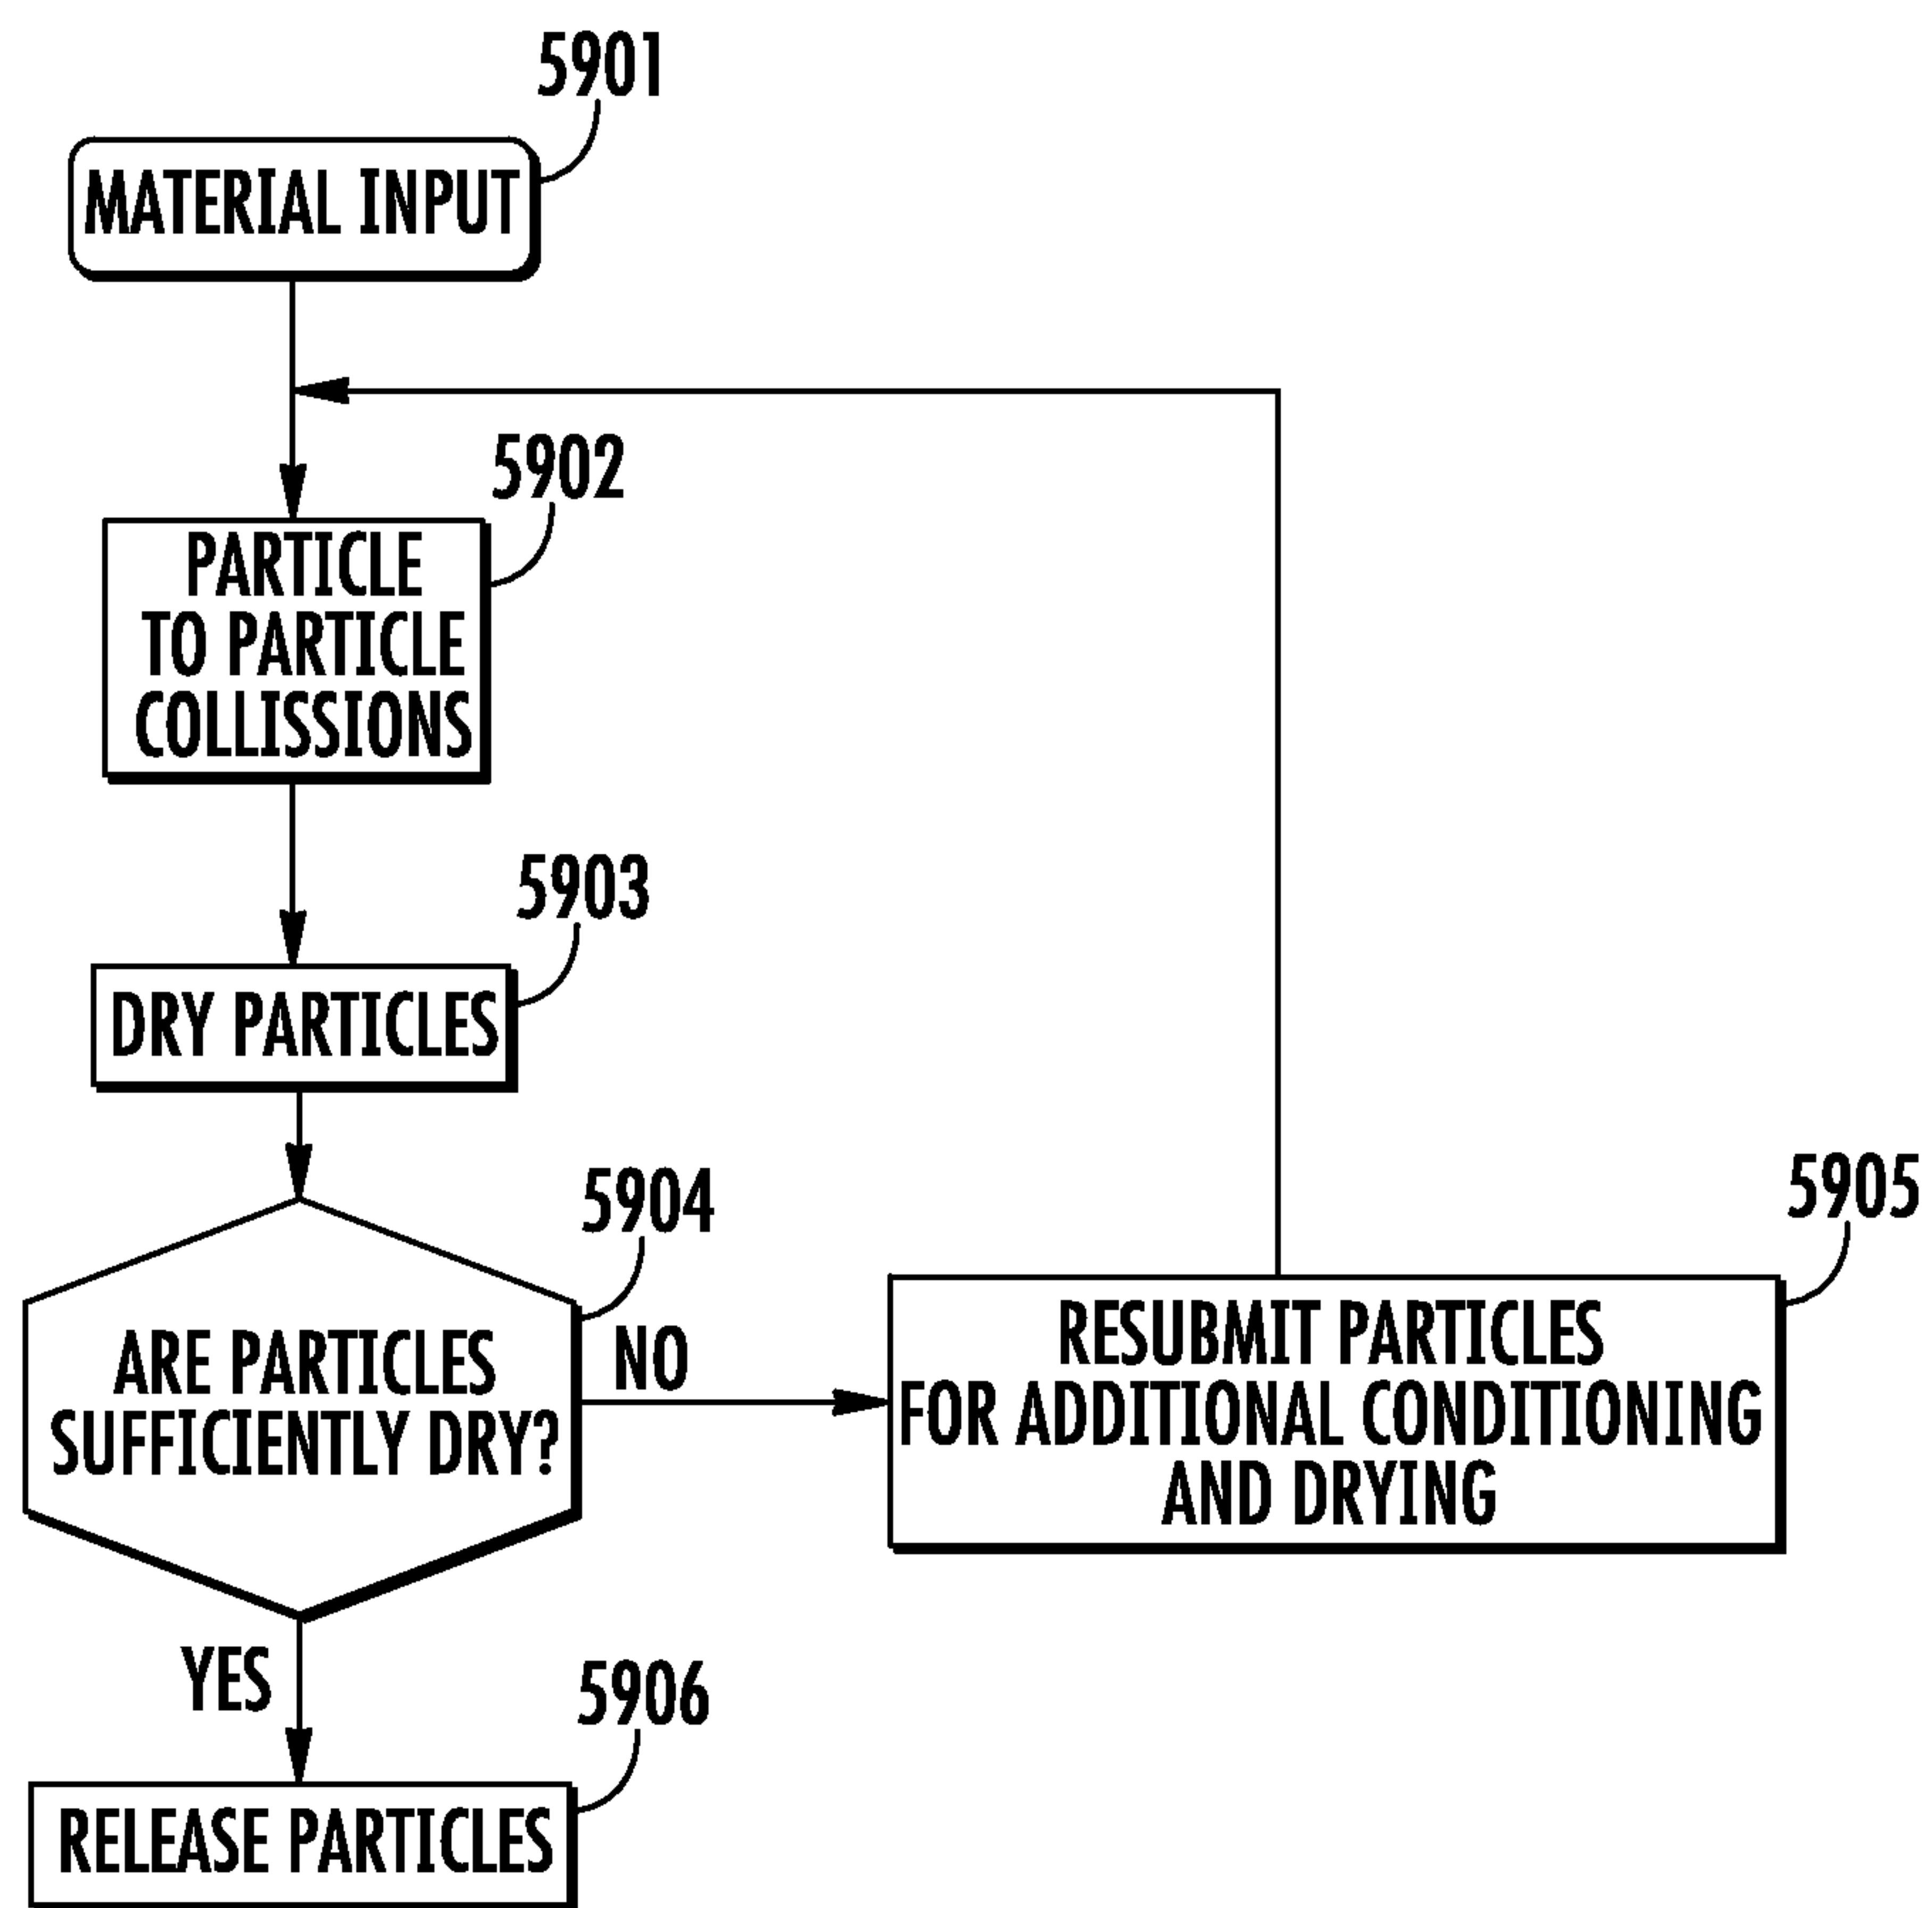 5901
MATERIAL INPUT
5902
PARTICLE
TO PARTICLE
COLLISSIONS
5903
DRY PARTICLES
5904
ARE PARTICLES
SUFFICIENTLY DRY?
NO
5905
RESUBMIT PARTICLES
FOR ADDITIONAL CONDITIONING
AND DRYING
YES
5906
RELEASE PARTICLES